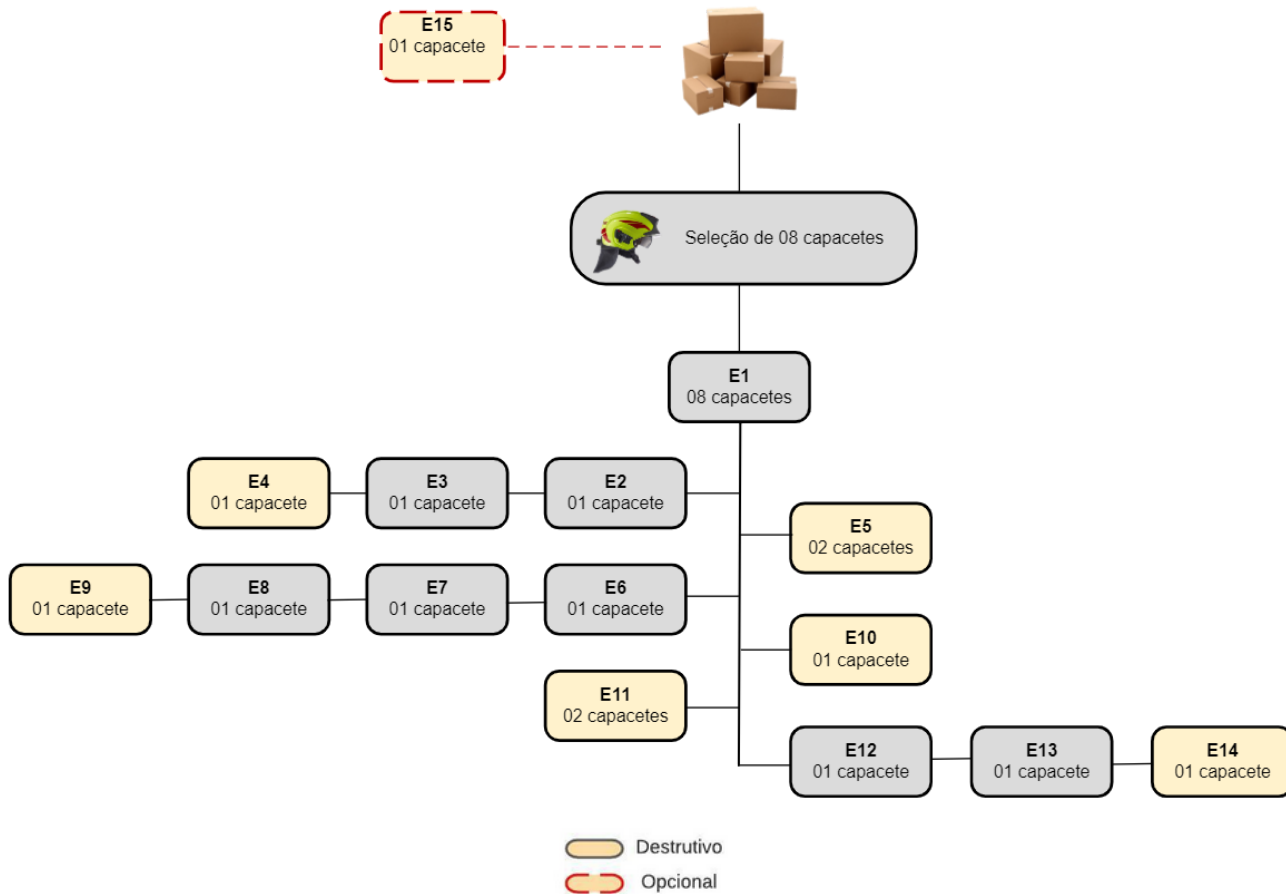 E15
01 capacete
Seleção de 08 capacetes
E1
08 capacetes
E4
01 capacete
E3
01 capacete
E2
01 capacete
E5
02 capacetes
E9
01 capacete
E8
01 capacete
E7
01 capacete
E6
01 capacete
E10
01 capacete
E11
02 capacetes
E12
01 capacete
E13
01 capacete
E14
01 capacete
Destrutivo
Opcional